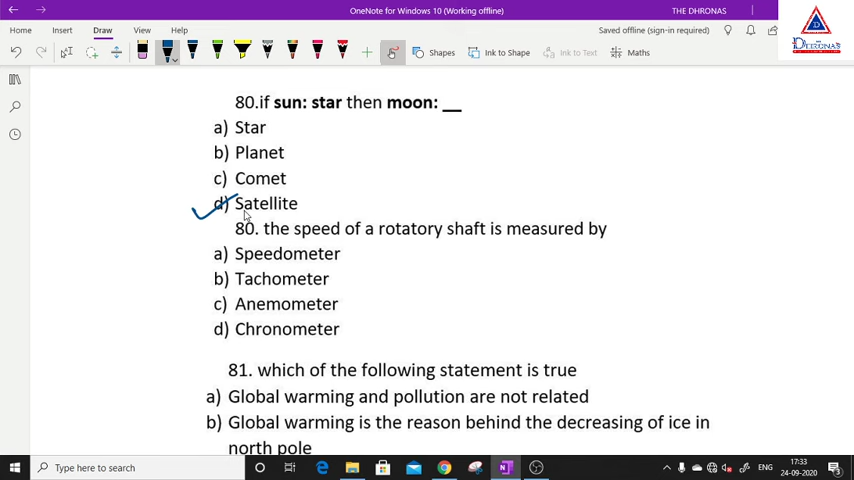 OneNote for Windows 10 (Working offline)
THE DHRONAS
Home Insert Draw View Help
Saved offline (sign-in required)
Shapes Ink to Shape Ink to Text Maths
D
THE
DHRONA'S
80.if sun: star then moon: __
a) Star
b) Planet
c) Comet
d) Satellite
80. the speed of a rotatory shaft is measured by
a) Speedometer
b) Tachometer
c) Anemometer
d) Chronometer
81. which of the following statement is true
a) Global warming and pollution are not related
b) Global warming is the reason behind the decreasing of ice in
north pole
Type here to search
ENG
17:33
24-09-2020
3